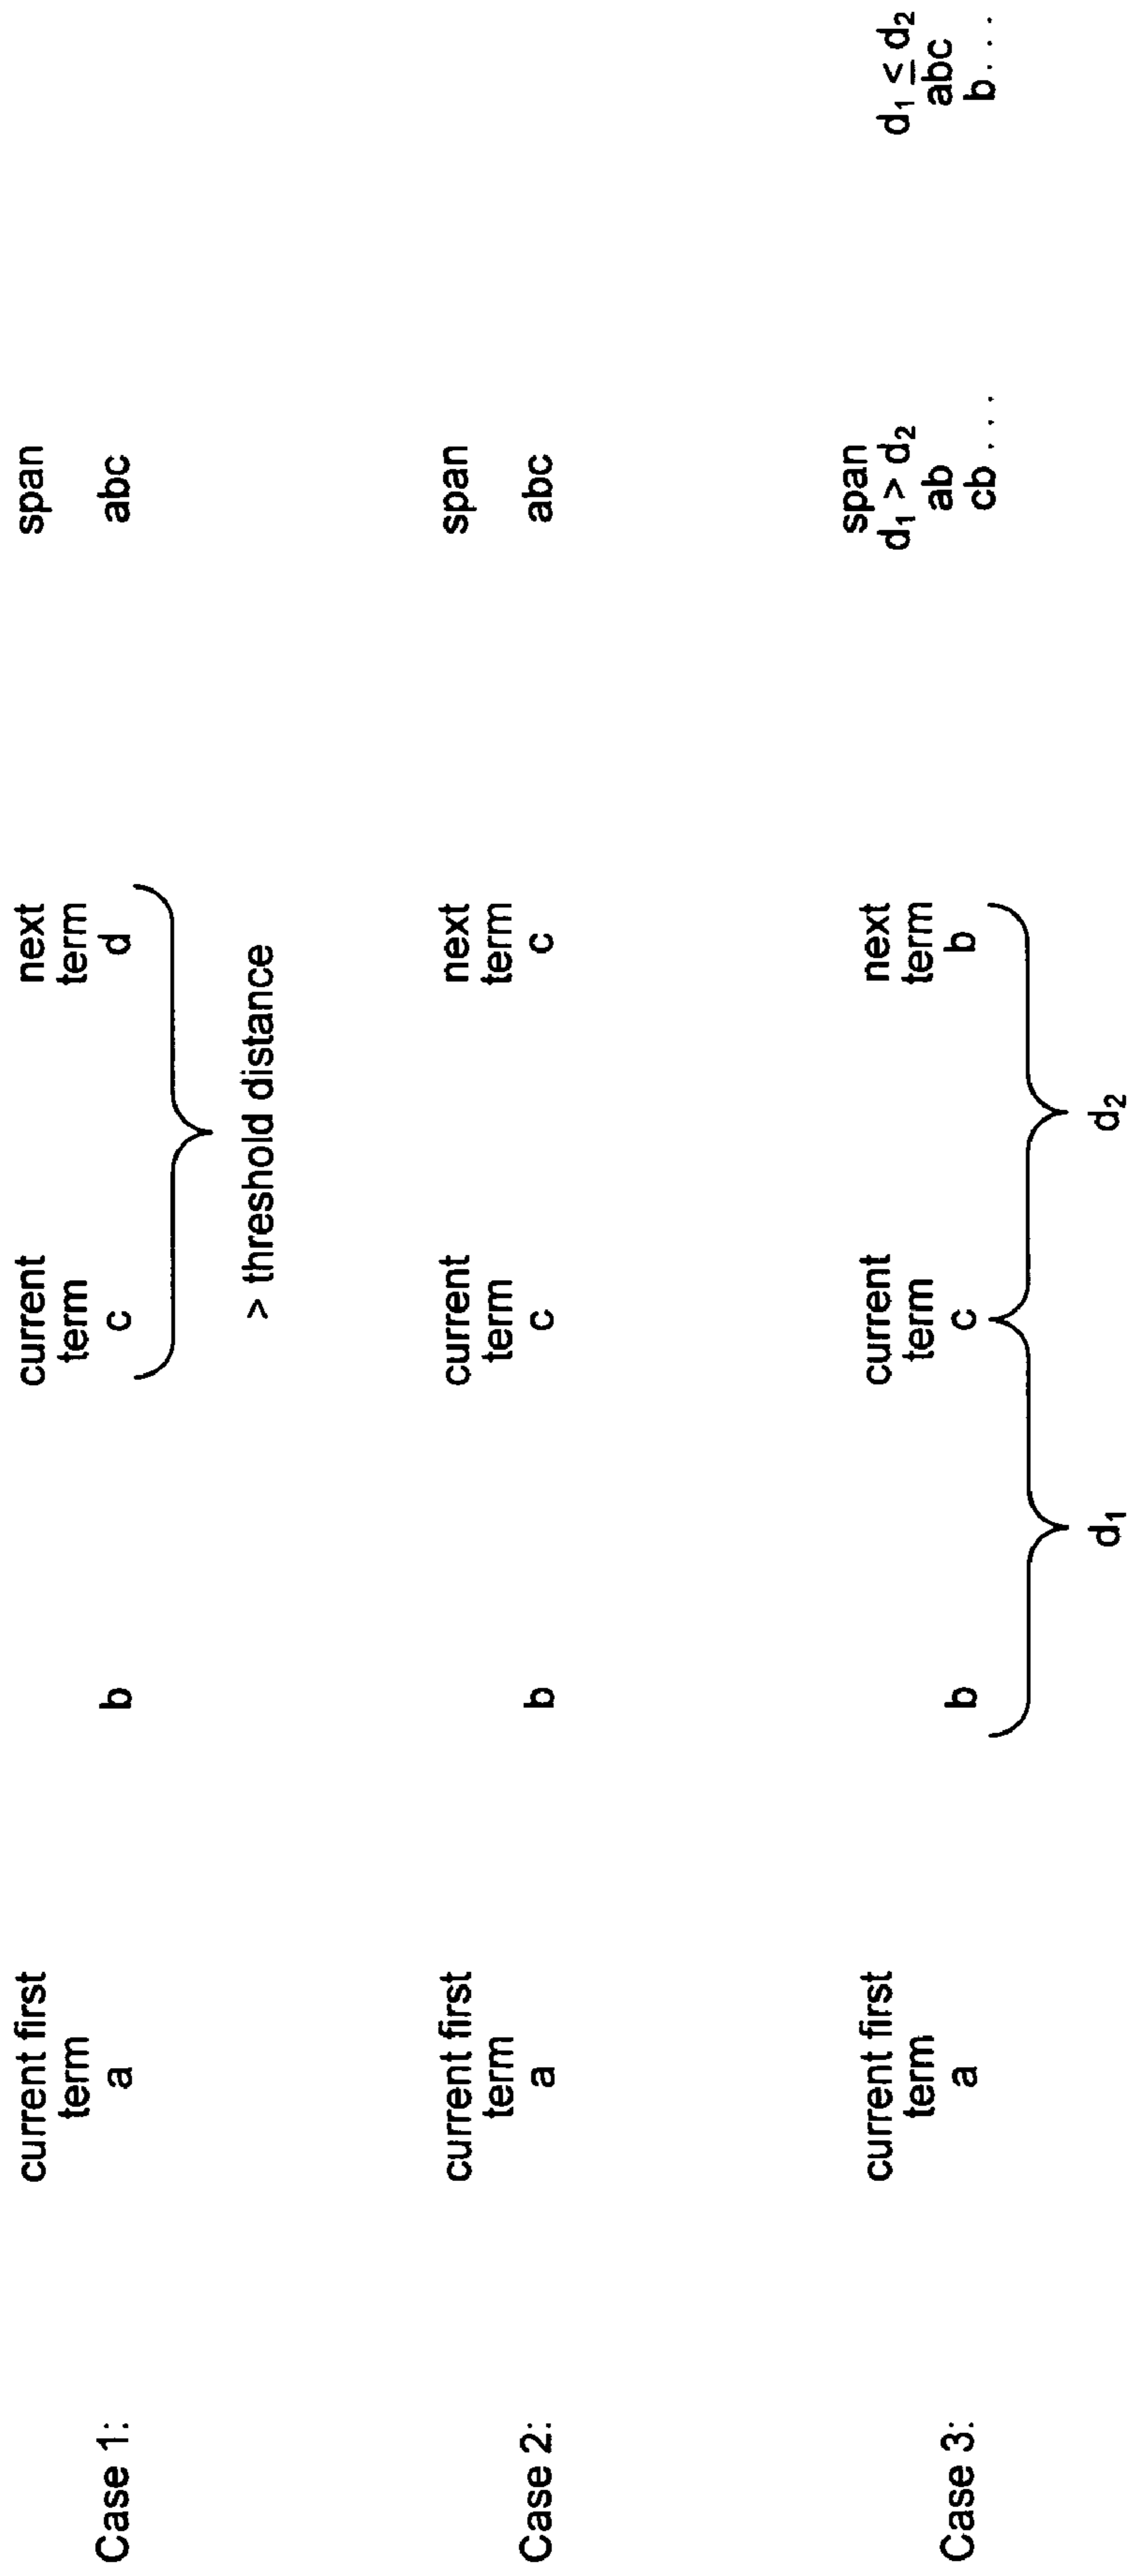 current first current next span
term term term
Case 1: a b c d abc
> threshold distance
current first current next span
term term term
Case 2: a b c c abc
current first current next span
term term term d₁ > d₂ d₁ ≤ d₂
Case 3: a b c b ab abc
cb . . . b . . .
d₁ d₂